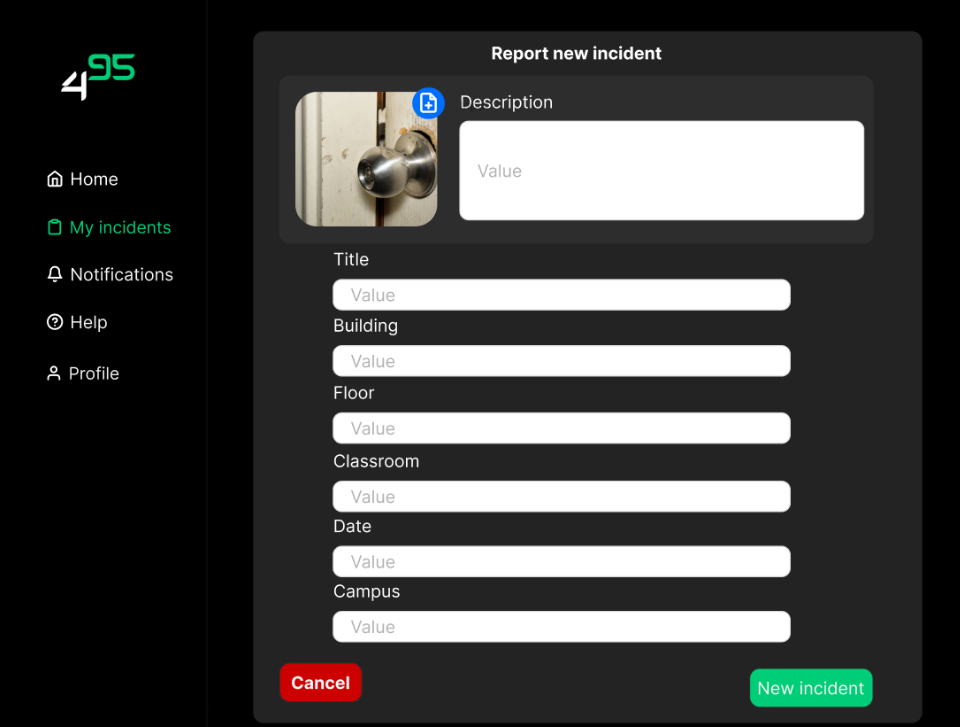 495
Home
My incidents
Notifications
Help
Profile
Report new incident
Description
Value
Title
Value
Building
Value
Floor
Value
Classroom
Value
Date
Value
Campus
Value
Cancel
New incident